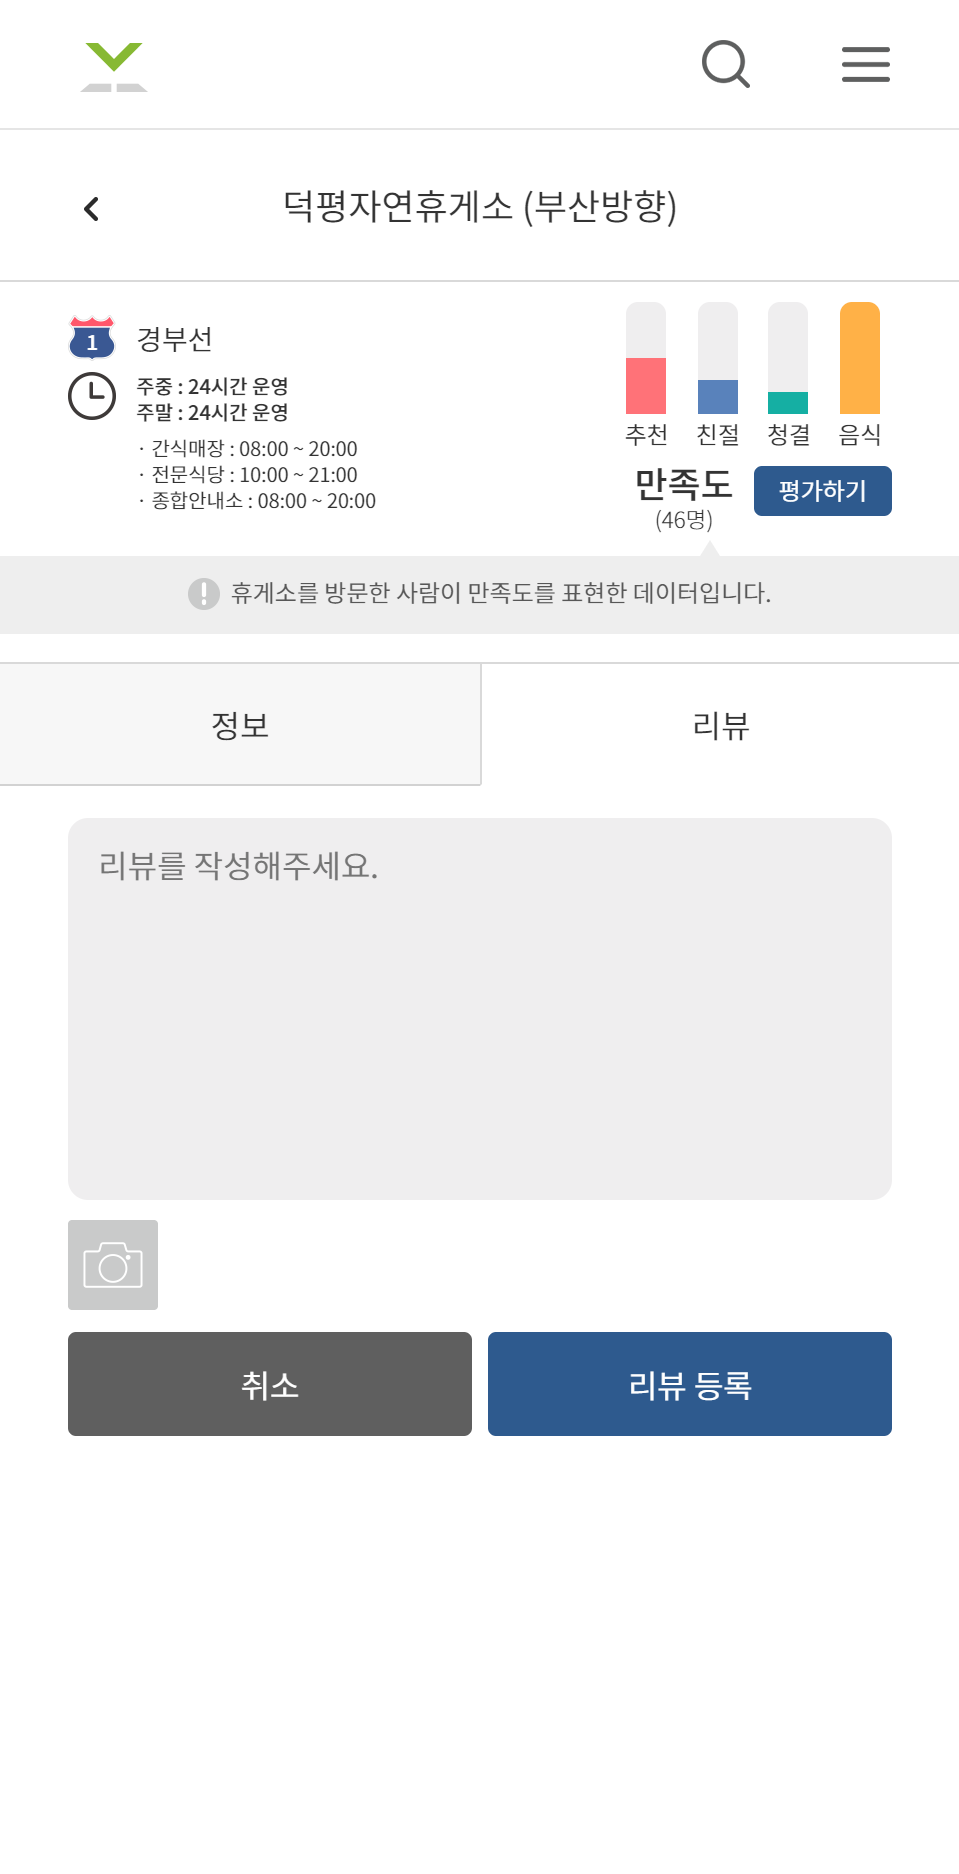 덕평자연휴게소 (부산방향)
1
경부선
주중 : 24시간 운영
주말 : 24시간 운영
· 간식매장 : 08:00 ~ 20:00
· 전문식당 : 10:00 ~ 21:00
· 종합안내소 : 08:00 ~ 20:00
추천 친절 청결 음식
만족도
(46명)
평가하기
휴게소를 방문한 사람이 만족도를 표현한 데이터입니다.
정보
리뷰
리뷰를 작성해주세요.
취소
리뷰 등록